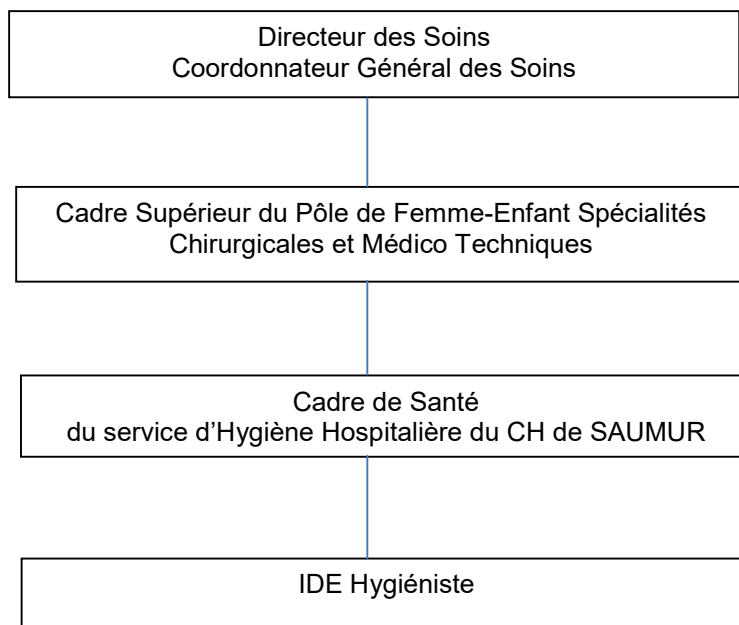 Directeur des Soins
Coordonnateur Général des Soins
Cadre Supérieur du Pôle de Femme-Enfant Spécialités
Chirurgicales et Médico Techniques
Cadre de Santé
du service d’Hygiène Hospitalière du CH de SAUMUR
IDE Hygiéniste